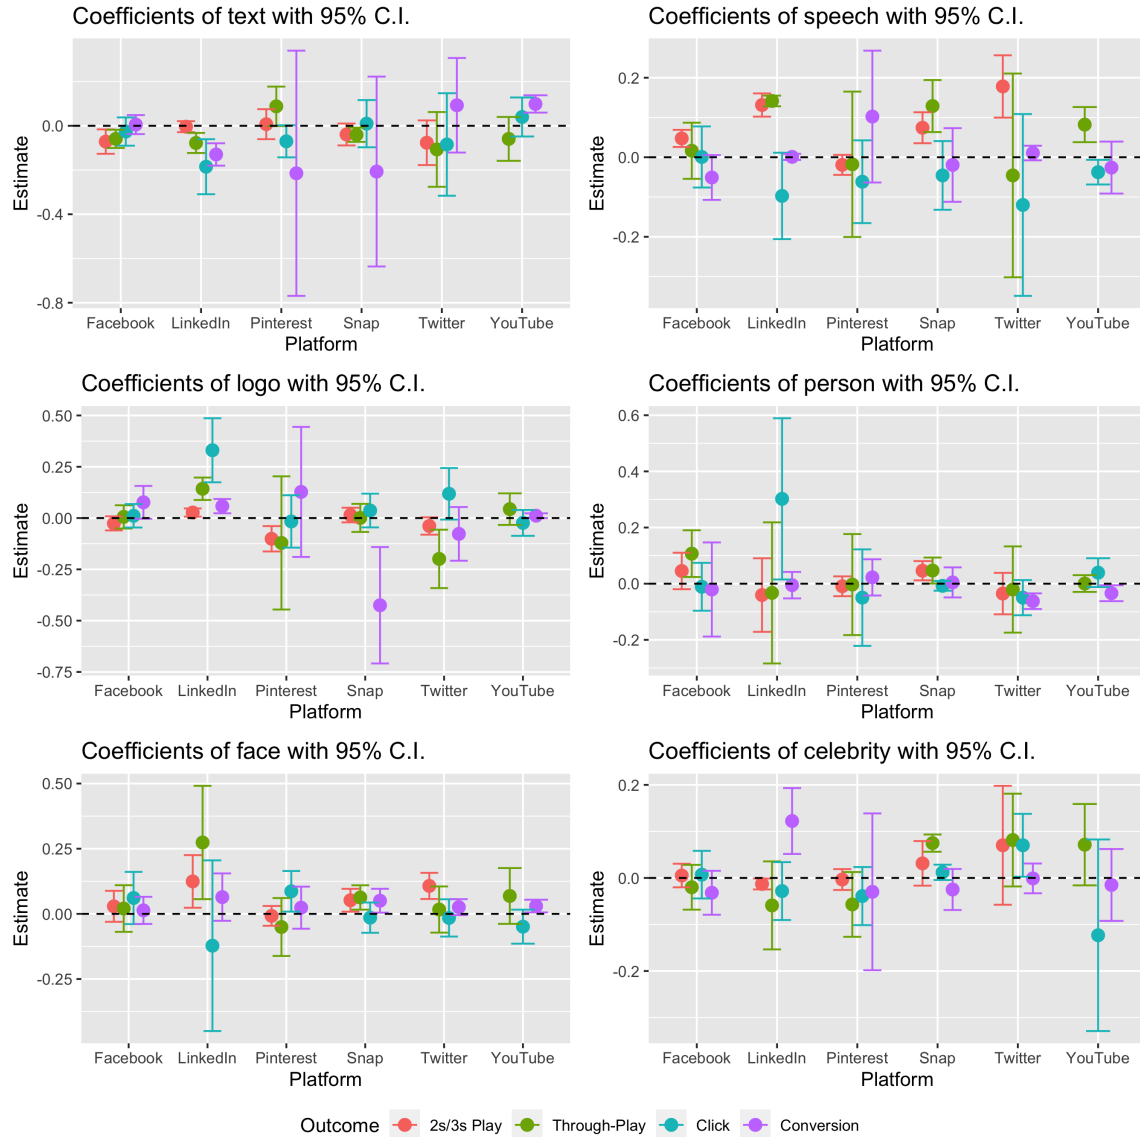 Coefficients of text with 95% C.I.
Estimate
0.0
-0.4
-0.8
Facebook LinkedIn Pinterest Snap Twitter YouTube
Platform
Coefficients of speech with 95% C.I.
Estimate
0.2
0.0
-0.2
Facebook LinkedIn Pinterest Snap Twitter YouTube
Platform
Coefficients of logo with 95% C.I.
Estimate
0.50
0.25
0.00
-0.25
-0.50
-0.75
Facebook LinkedIn Pinterest Snap Twitter YouTube
Platform
Coefficients of person with 95% C.I.
Estimate
0.6
0.4
0.2
0.0
-0.2
Facebook LinkedIn Pinterest Snap Twitter YouTube
Platform
Coefficients of face with 95% C.I.
Estimate
0.50
0.25
0.00
-0.25
Facebook LinkedIn Pinterest Snap Twitter YouTube
Platform
Coefficients of celebrity with 95% C.I.
Estimate
0.2
0.0
-0.2
Facebook LinkedIn Pinterest Snap Twitter YouTube
Platform
Outcome 2s/3s Play Through-Play Click Conversion